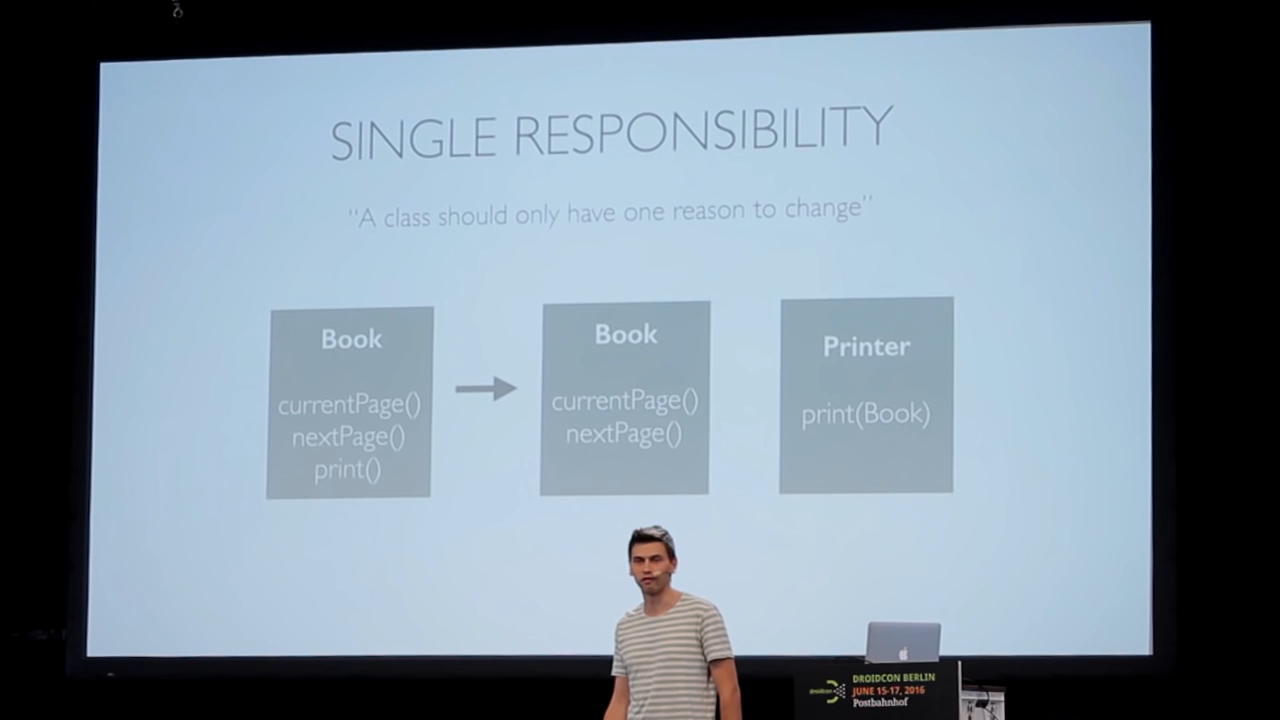 SINGLE RESPONSIBILITY
"A class should only have one reason to change"
Book
currentPage()
nextPage()
print()
Book
currentPage()
nextPage()
Printer
print(Book)
droidcon
DROIDCON BERLIN
JUNE 15-17, 2016
Postbahnhof